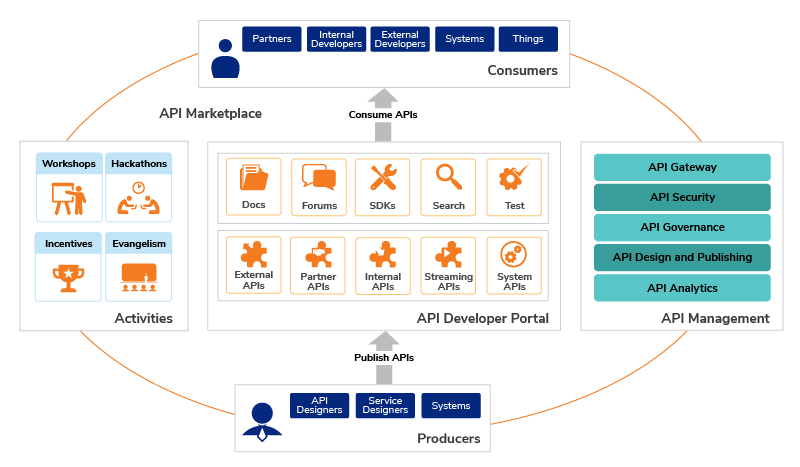 Partners
Internal
Developers
External
Developers
Systems
Things
Consumers
API Marketplace
Consume APIs
Workshops
Hackathons
Incentives
Evangelism
Activities
Docs
Forums
SDKs
Search
Test
External
APIs
Partner
APIs
Internal
APIs
Streaming
APIs
System
APIs
API Developer Portal
API Gateway
API Security
API Governance
API Design and Publishing
API Analytics
API Management
Publish APIs
API
Designers
Service
Designers
Systems
Producers